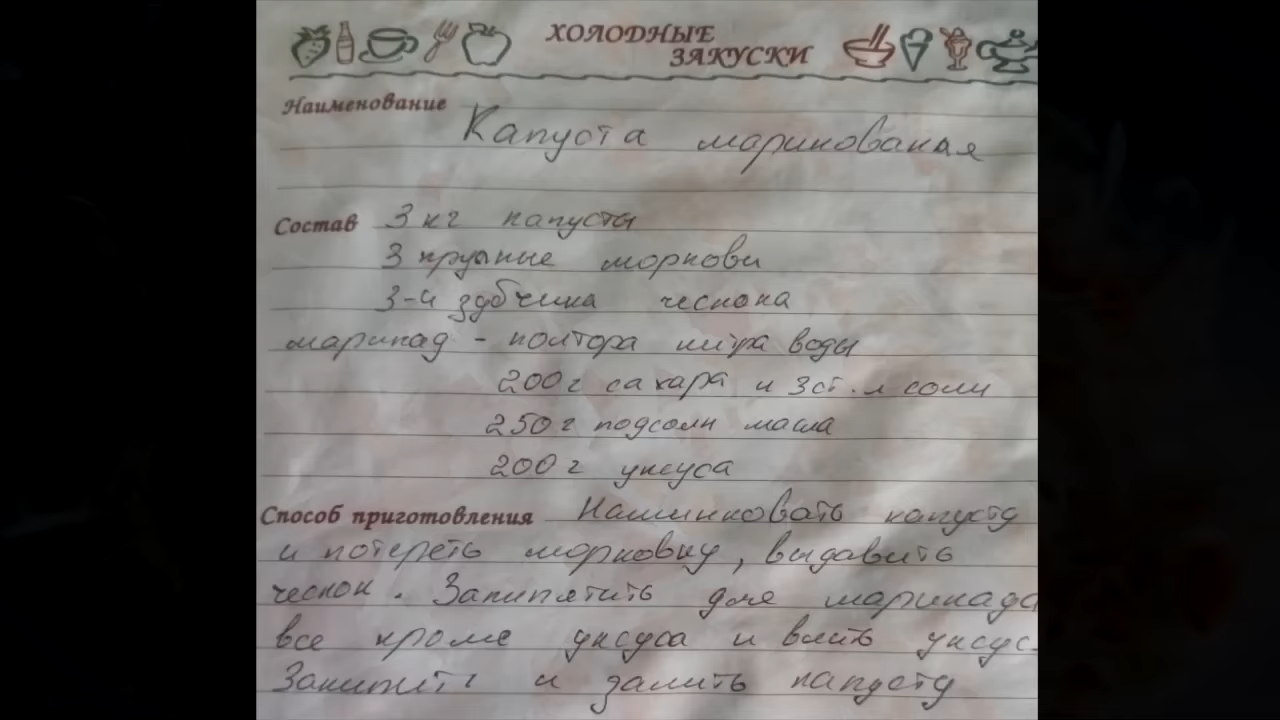 ХОЛОДНЫЕ
ЗАКУСКИ
Наименование
Капуста маринованая
Состав 3 кг капусты
3 крупные моркови
3-4 зубчика чеснока
маринад - полтора литра воды
200 г сахара и 3 ст. л соли
250 г подсолн масла
200 г уксуса
Способ приготовления Нашинковать капусту
и потереть морковку, выдавить
чеснок. Запипятить для маринада
все кроме уксуса и влить уксус.
Закипить и залить капусту